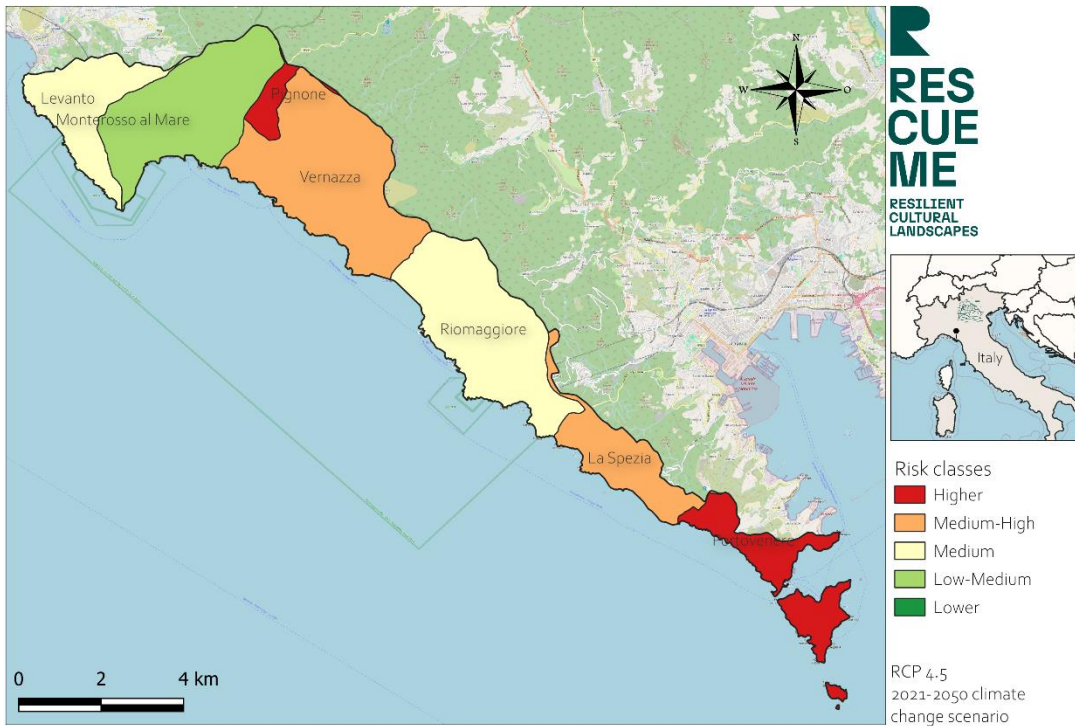 Levanto
Monterosso al Mare
Pignone
Vernazza
Riomaggiore
La Spezia
Portovenere
N
W
O
S
0 2 4 km
RES
CUE
ME
RESILIENT
CULTURAL
LANDSCAPES
Italy
Risk classes
Higher
Medium-High
Medium
Low-Medium
Lower
RCP 4.5
2021-2050 climate
change scenario